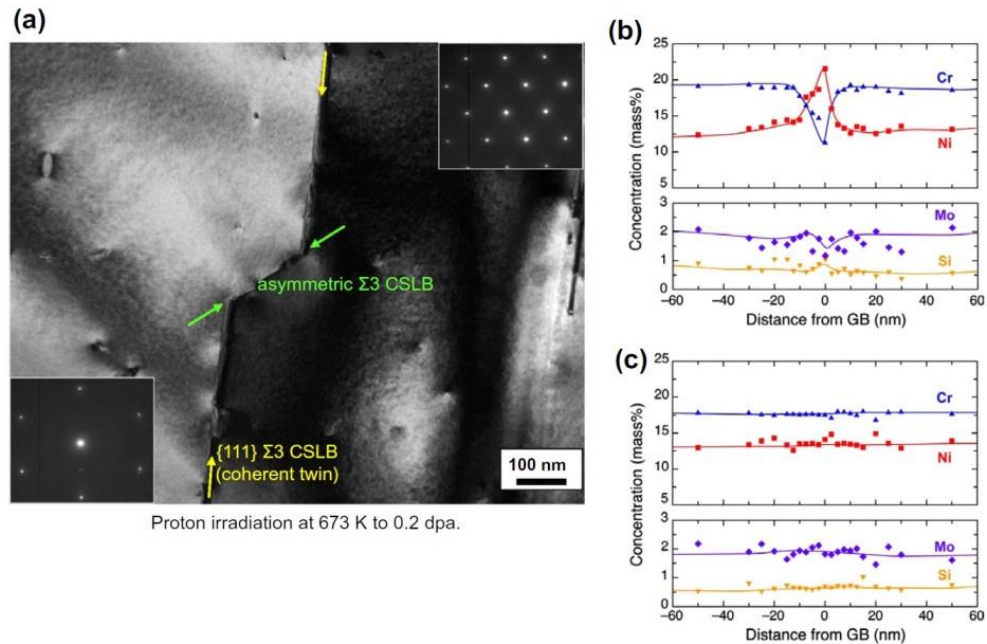 (a)
asymmetric Σ3 CSLB
{111} Σ3 CSLB
(coherent twin)
100 nm
Proton irradiation at 673 K to 0.2 dpa.
(b)
Concentration (mass%)
25
20
15
10
5
Cr
Ni
3
2
1
0
Mo
Si
−60 −40 −20 0 20 40 60
Distance from GB (nm)
(c)
Concentration (mass%)
25
20
15
10
5
Cr
Ni
3
2
1
0
Mo
Si
−60 −40 −20 0 20 40 60
Distance from GB (nm)